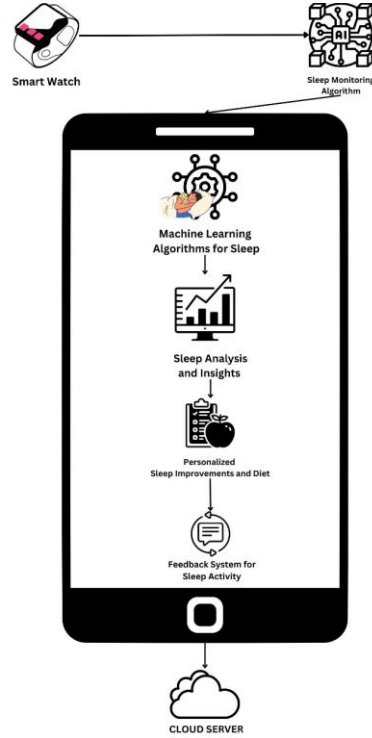 Smart Watch
AI
Sleep Monitoring
Algorithm
Machine Learning
Algorithms for Sleep
Sleep Analysis
and Insights
Personalized
Sleep Improvements and Diet
Feedback System for
Sleep Activity
CLOUD SERVER